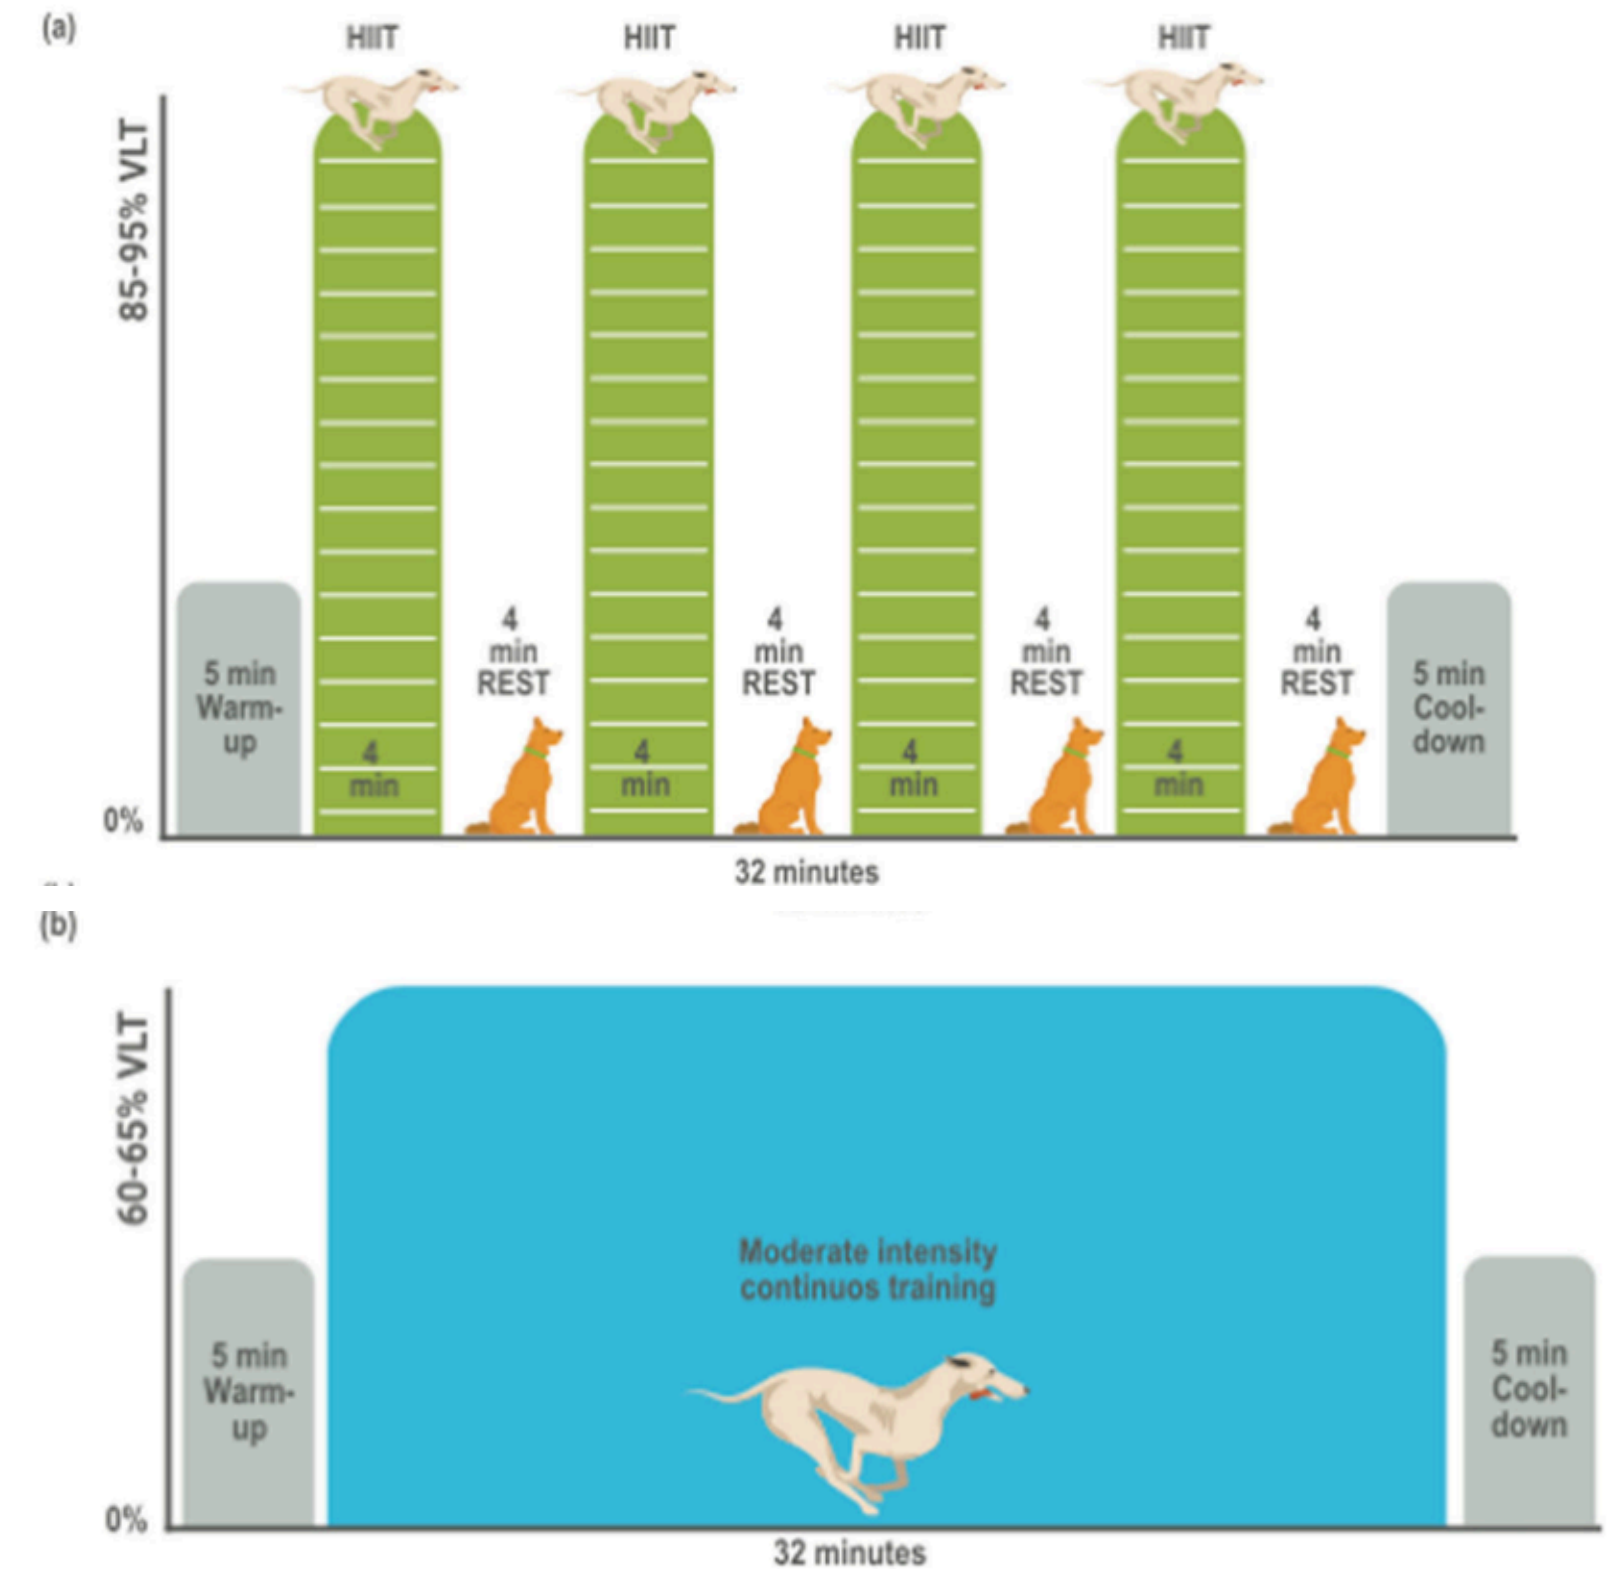 (a)
HIIT HIIT HIIT HIIT
85-95% VLT
5 min
Warm-
up
4
min
4
min
REST
4
min
4
min
REST
4
min
4
min
REST
4
min
4
min
REST
5 min
Cool-
down
0%
32 minutes
(b)
60-65% VLT
5 min
Warm-
up
Moderate intensity
continuos training
5 min
Cool-
down
0%
32 minutes